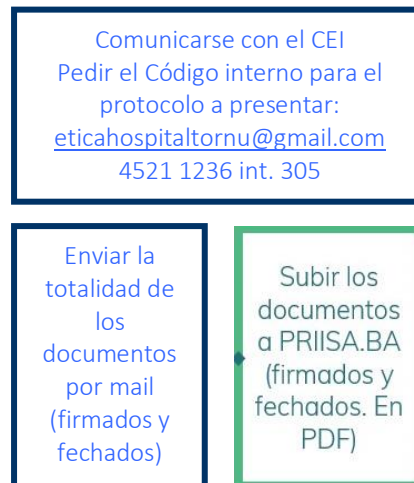 Comunicarse con el CEI
Pedir el Código interno para el
protocolo a presentar:
eticahospitaltornu@gmail.com
4521 1236 int. 305
Enviar la
totalidad de
los
documentos
por mail
(firmados y
fechados)
Subir los
documentos
a PRIISA.BA
(firmados y
fechados. En
PDF)